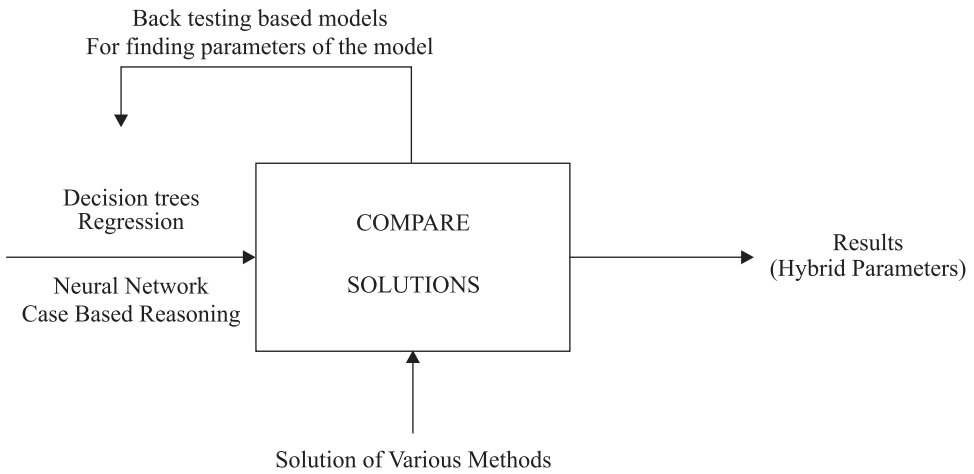 Back testing based models
For finding parameters of the model
Decision trees
Regression
Neural Network
Case Based Reasoning
COMPARE
SOLUTIONS
Results
(Hybrid Parameters)
Solution of Various Methods